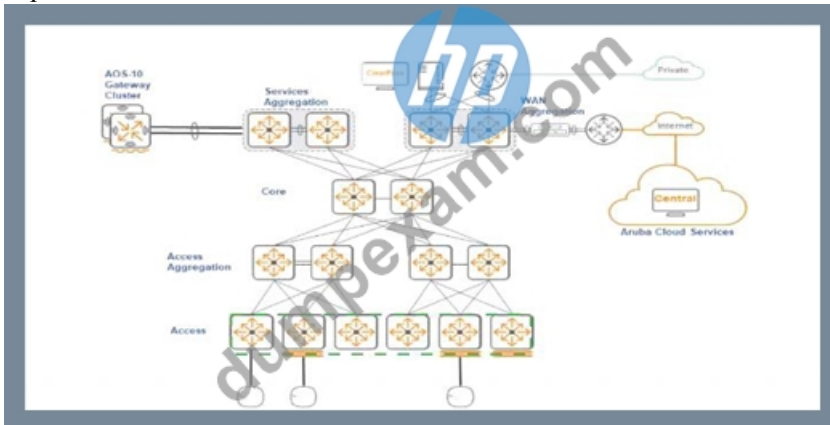 AOS-10
Gateway
Cluster
Services
Aggregation
ClearPass
hp
WAN
Aggregation
Private
Internet
Central
Aruba Cloud Services
Core
Access
Aggregation
Access
dumpexam.com